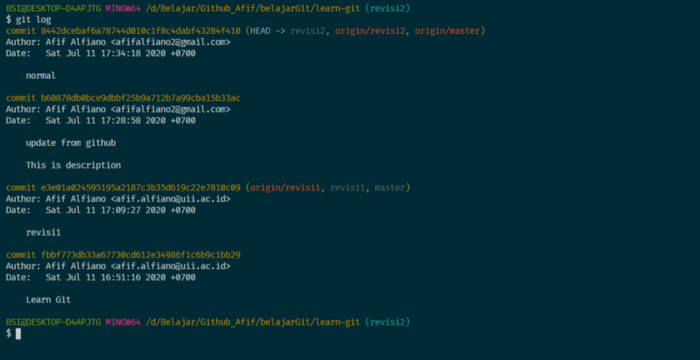 BSI@DESKTOP-D4APJTG MINGW64 /d/Belajar/Github_Afif/belajarGit/learn-git (revisi2)
$ git log
commit 8442dcebaf6a78744d010c1f8c4dabf43284f410 (HEAD -> revisi2, origin/revisi2, origin/master)
Author: Afif Alfiano <afifalfiano2@gmail.com>
Date:   Sat Jul 11 17:34:18 2020 +0700
normal
commit b60878db0bce9dbbf25b9a712b7a99cba15b33ac
Author: Afif Alfiano <afifalfiano2@gmail.com>
Date:   Sat Jul 11 17:28:58 2020 +0700
update from github
This is description
commit e3e01a024595195a2187c3b35d619c22e7810c09 (origin/revisi1, revisi1, master)
Author: Afif Alfiano <afif.alfiano@uii.ac.id>
Date:   Sat Jul 11 17:09:27 2020 +0700
revisi1
commit fbbf773db33a67730cd612e34986f1c6b9c1bb29
Author: Afif Alfiano <afif.alfiano@uii.ac.id>
Date:   Sat Jul 11 16:51:16 2020 +0700
Learn Git
BSI@DESKTOP-D4APJTG MINGW64 /d/Belajar/Github_Afif/belajarGit/learn-git (revisi2)
$